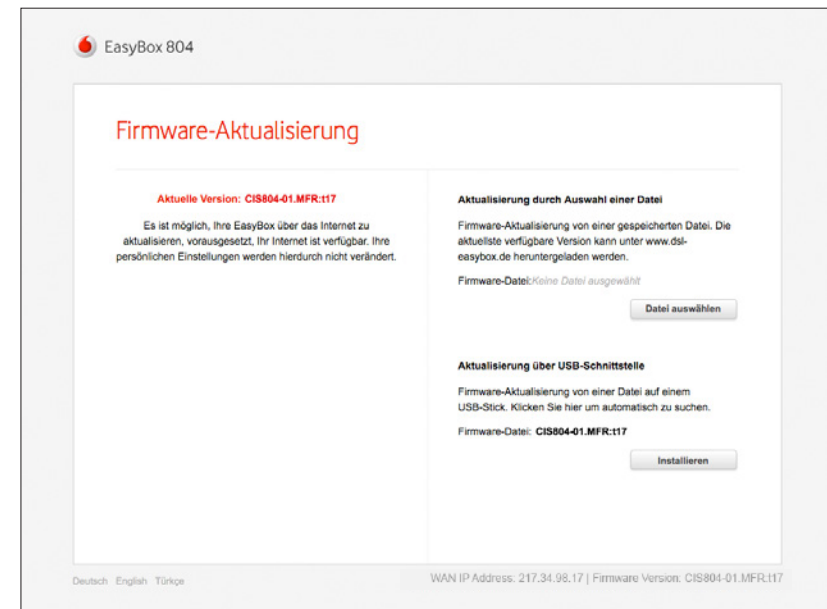 EasyBox 804
Firmware-Aktualisierung
Aktuelle Version: CIS804-01.MFR:t17
Es ist möglich, Ihre EasyBox über das Internet zu
aktualisieren, vorausgesetzt, Ihr Internet ist verfügbar. Ihre
persönlichen Einstellungen werden hierdurch nicht verändert.
Aktualisierung durch Auswahl einer Datei
Firmware-Aktualisierung von einer gespeicherten Datei. Die
aktuellste verfügbare Version kann unter www.dsl-
easybox.de heruntergeladen werden.
Firmware-Datei:Keine Datei ausgewählt
Datei auswählen
Aktualisierung über USB-Schnittstelle
Firmware-Aktualisierung von einer Datei auf einem
USB-Stick. Klicken Sie hier um automatisch zu suchen.
Firmware-Datei: CIS804-01.MFR:t17
Installieren
Deutsch English Türkçe
WAN IP Address: 217.34.98.17 | Firmware Version: CIS804-01.MFR:t17